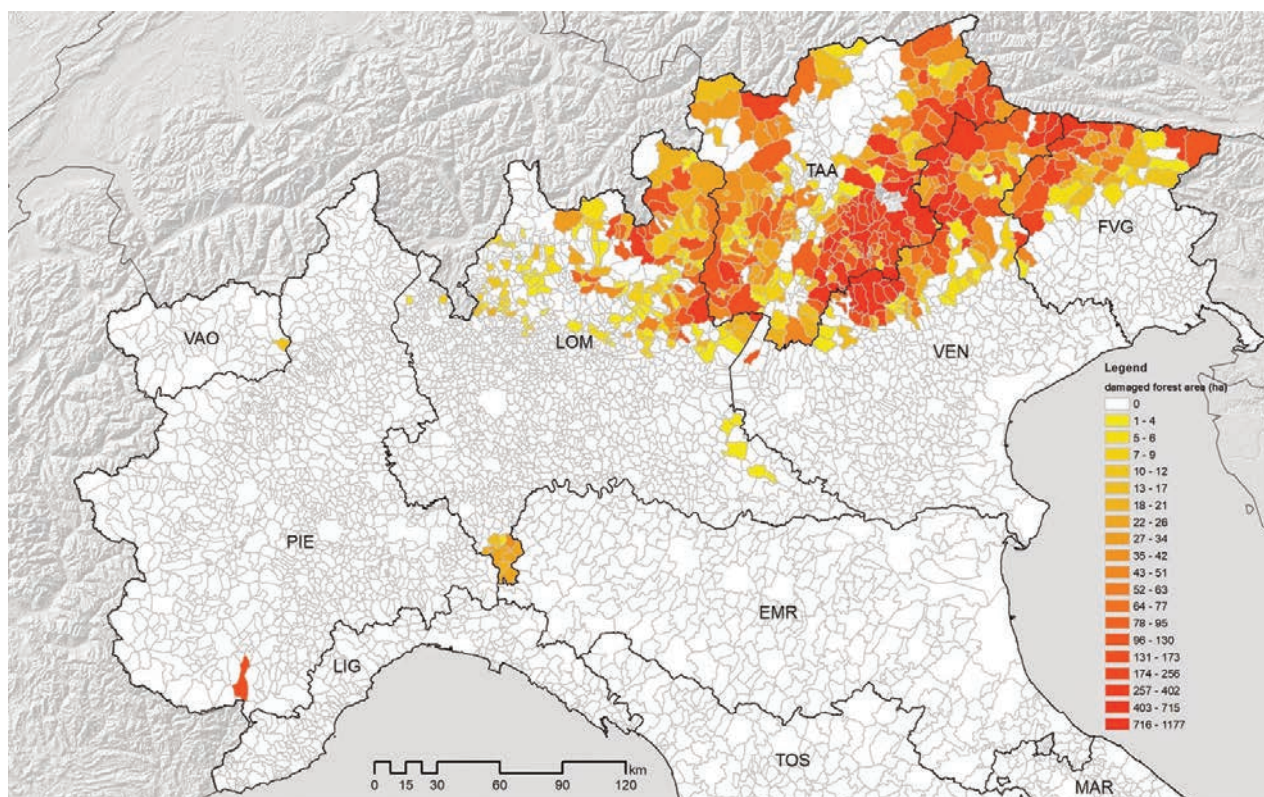 TAA
FVG
VAO
LOM
VEN
Legend
damaged forest area (ha)
0
1 - 4
5 - 6
7 - 9
10 - 12
13 - 17
18 - 21
22 - 26
27 - 34
35 - 42
43 - 51
52 - 63
64 - 77
78 - 95
96 - 130
131 - 173
174 - 256
257 - 402
403 - 715
716 - 1177
PIE
EMR
LIG
TOS
MAR
km
0 15 30 60 90 120